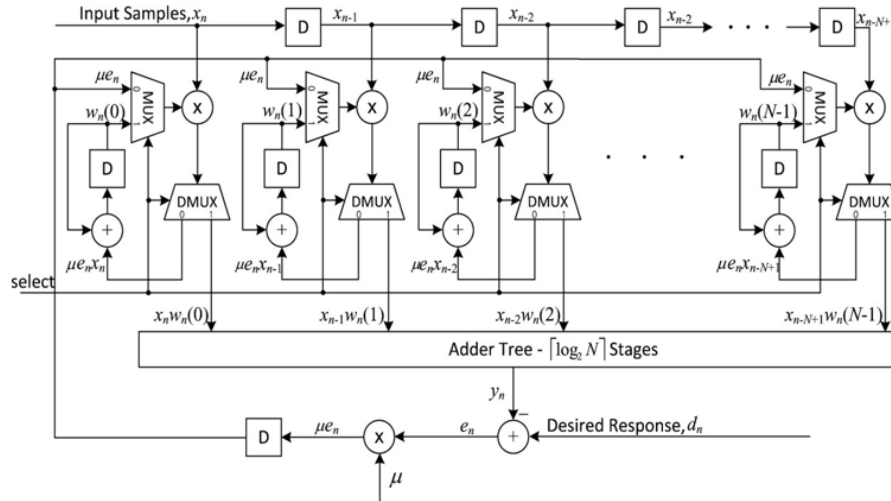 Input Samples, xₙ D xₙ₋₁ D xₙ₋₂ D xₙ₋₂ D xₙ₋N₊
μeₙ 0 MUX 1 x μeₙ 0 MUX 1 x μeₙ 0 MUX 1 x μeₙ 0 MUX 1 x
wₙ(0) wₙ(1) wₙ(2) wₙ(N-1)
D D D D
DMUX 0 1 DMUX 0 1 DMUX 0 1 DMUX 0 1
+ + + +
μeₙxₙ μeₙxₙ₋₁ μeₙxₙ₋₂ μeₙxₙ₋N₊₁
select
xₙwₙ(0) xₙ₋₁wₙ(1) xₙ₋₂wₙ(2) xₙ₋N₊₁wₙ(N-1)
Adder Tree - ⌈log₂ N⌉ Stages
yₙ −
D μeₙ x eₙ + Desired Response, dₙ
μ